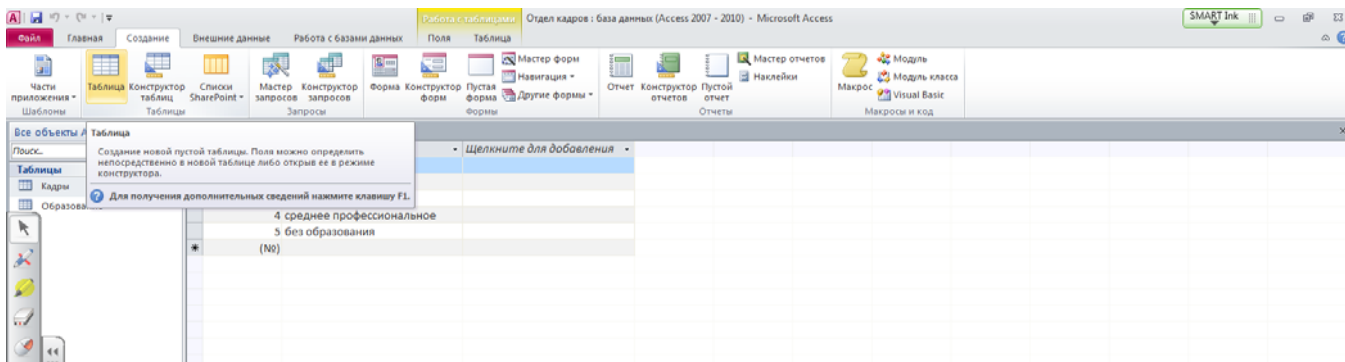 Работа с таблицами Отдел кадров : база данных (Access 2007 - 2010) - Microsoft Access SMART Ink
Файл Главная Создание Внешние данные Работа с базами данных Поля Таблица
Части приложения
Таблица
Конструктор таблиц
Списки SharePoint
Мастер запросов
Конструктор запросов
Форма
Конструктор форм
Пустая форма
Мастер форм
Навигация
Другие формы
Отчет
Конструктор отчетов
Пустой отчет
Мастер отчетов
Наклейки
Макрос
Модуль
Модуль класса
Visual Basic
Шаблоны Таблицы Запросы Формы Отчеты Макросы и код
Все объекты A
Таблица
Поиск...
Создание новой пустой таблицы. Поля можно определить
непосредственно в новой таблице либо открыв ее в режиме
конструктора.
Для получения дополнительных сведений нажмите клавишу F1.
Щелкните для добавления
Таблицы
Кадры
Образование
4 среднее профессиональное
5 без образования
(№)